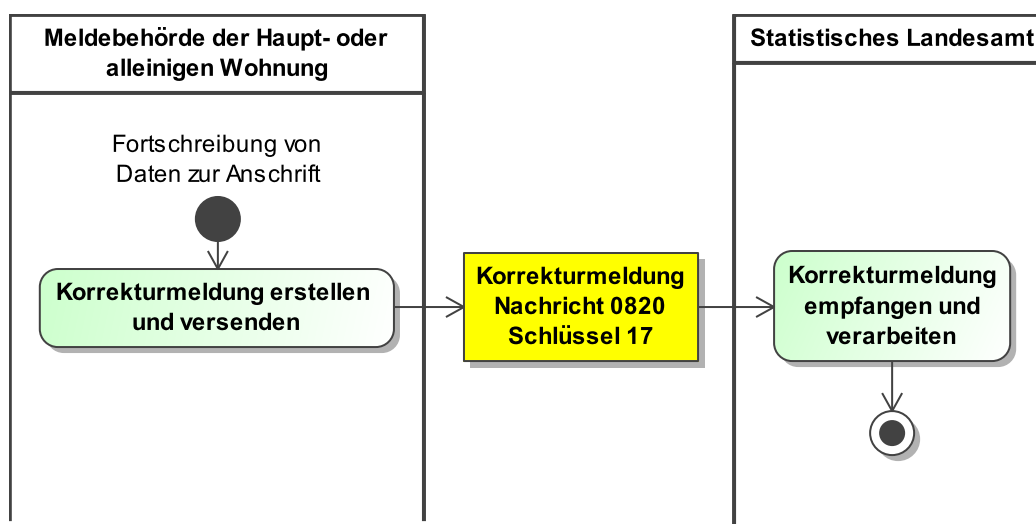 Meldebehörde der Haupt- oder
alleinigen Wohnung
Statistisches Landesamt
Fortschreibung von
Daten zur Anschrift
Korrekturmeldung erstellen
und versenden
Korrekturmeldung
Nachricht 0820
Schlüssel 17
Korrekturmeldung
empfangen und
verarbeiten